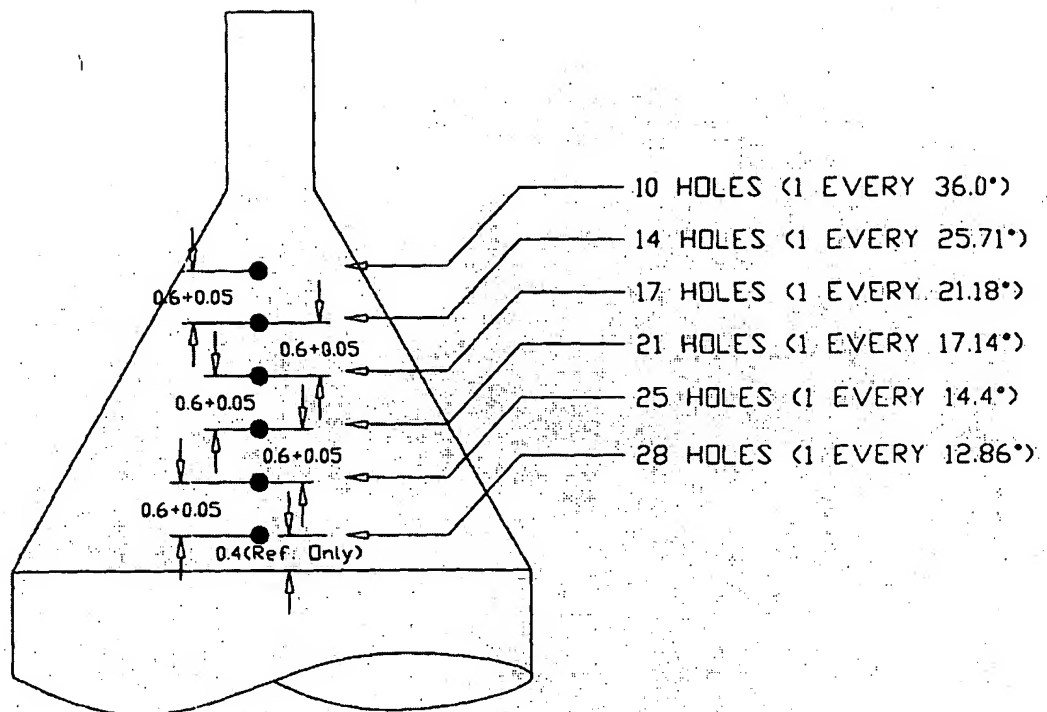 10 HOLES (1 EVERY 36.0°)
14 HOLES (1 EVERY 25.71°)
0.6+0.05
17 HOLES (1 EVERY 21.18°)
0.6+0.05
21 HOLES (1 EVERY 17.14°)
0.6+0.05
25 HOLES (1 EVERY 14.4°)
0.6+0.05
28 HOLES (1 EVERY 12.86°)
0.6+0.05
0.4(Ref. Only)